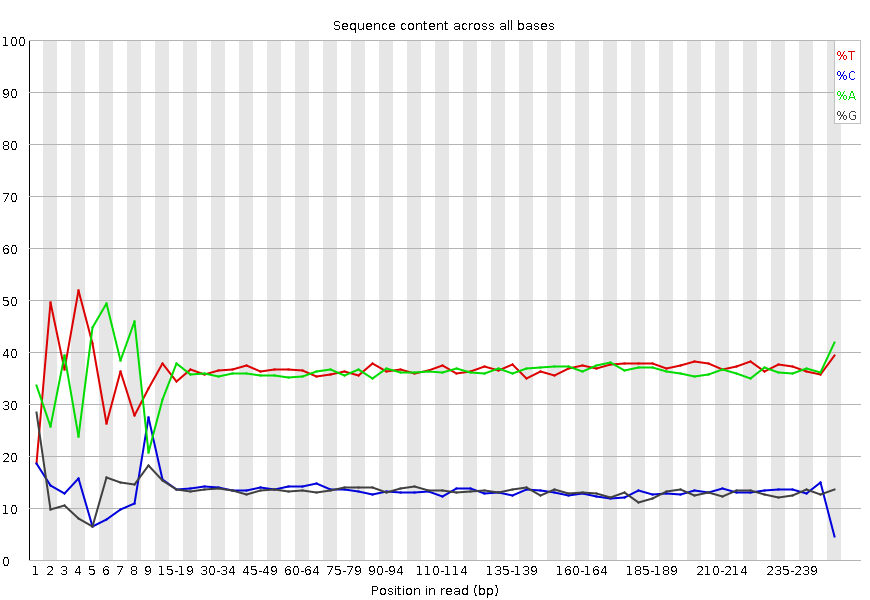 Sequence content across all bases
100
90
80
70
60
50
40
30
20
10
0
%T
%C
%A
%G
1 2 3 4 5 6 7 8 9 15-19 30-34 45-49 60-64 75-79 90-94 110-114 135-139 160-164 185-189 210-214 235-239
Position in read (bp)